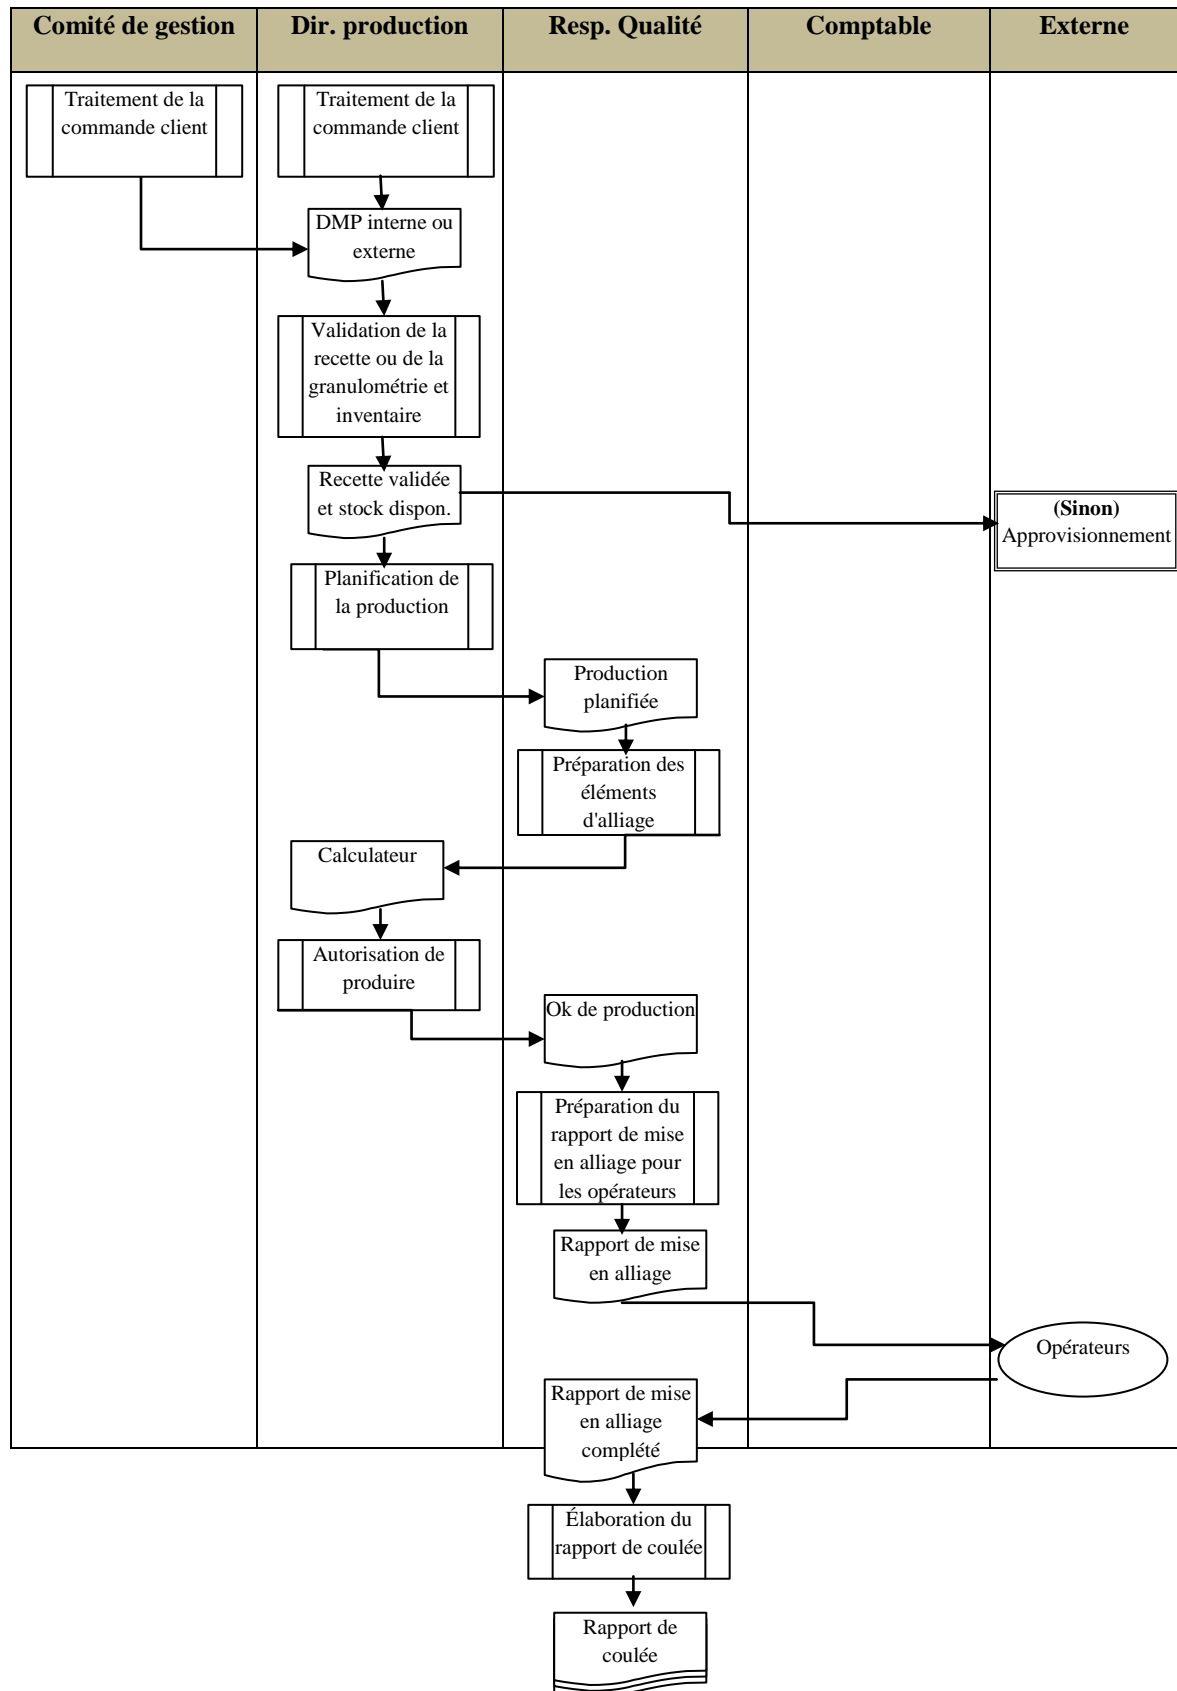 Comité de gestion
Dir. production
Resp. Qualité
Comptable
Externe
Traitement de la
commande client
Traitement de la
commande client
DMP interne ou
externe
Validation de la
recette ou de la
granulométrie et
inventaire
Recette validée
et stock dispon.
(Sinon)
Approvisionnement
Planification de
la production
Production
planifiée
Préparation des
éléments
d'alliage
Calculateur
Autorisation de
produire
Ok de production
Préparation du
rapport de mise
en alliage pour
les opérateurs
Rapport de mise
en alliage
Opérateurs
Rapport de mise
en alliage
complété
Élaboration du
rapport de coulée
Rapport de
coulée